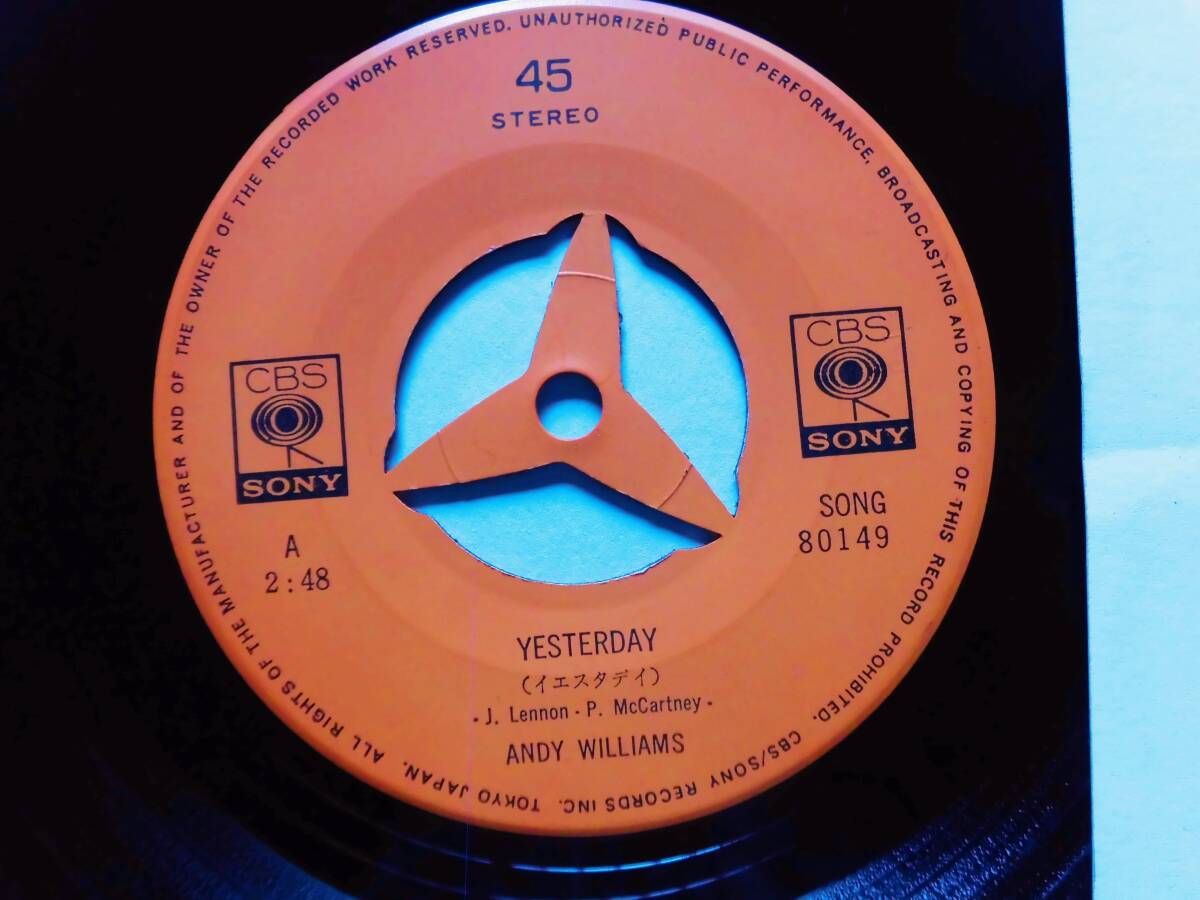 ALL RIGHTS OF THE MANUFACTURER AND OF THE OWNER OF THE RECORDED WORK RESERVED. UNAUTHORIZED PUBLIC PERFORMANCE, BROADCASTING AND COPYING OF THIS RECORD PROHIBITED. CBS/SONY RECORDS INC. TOKYO JAPAN.
45
STEREO
CBS
SONY
CBS
SONY
A
2:48
SONG
80149
YESTERDAY
(イエスタデイ)
- J. Lennon - P. McCartney -
ANDY WILLIAMS